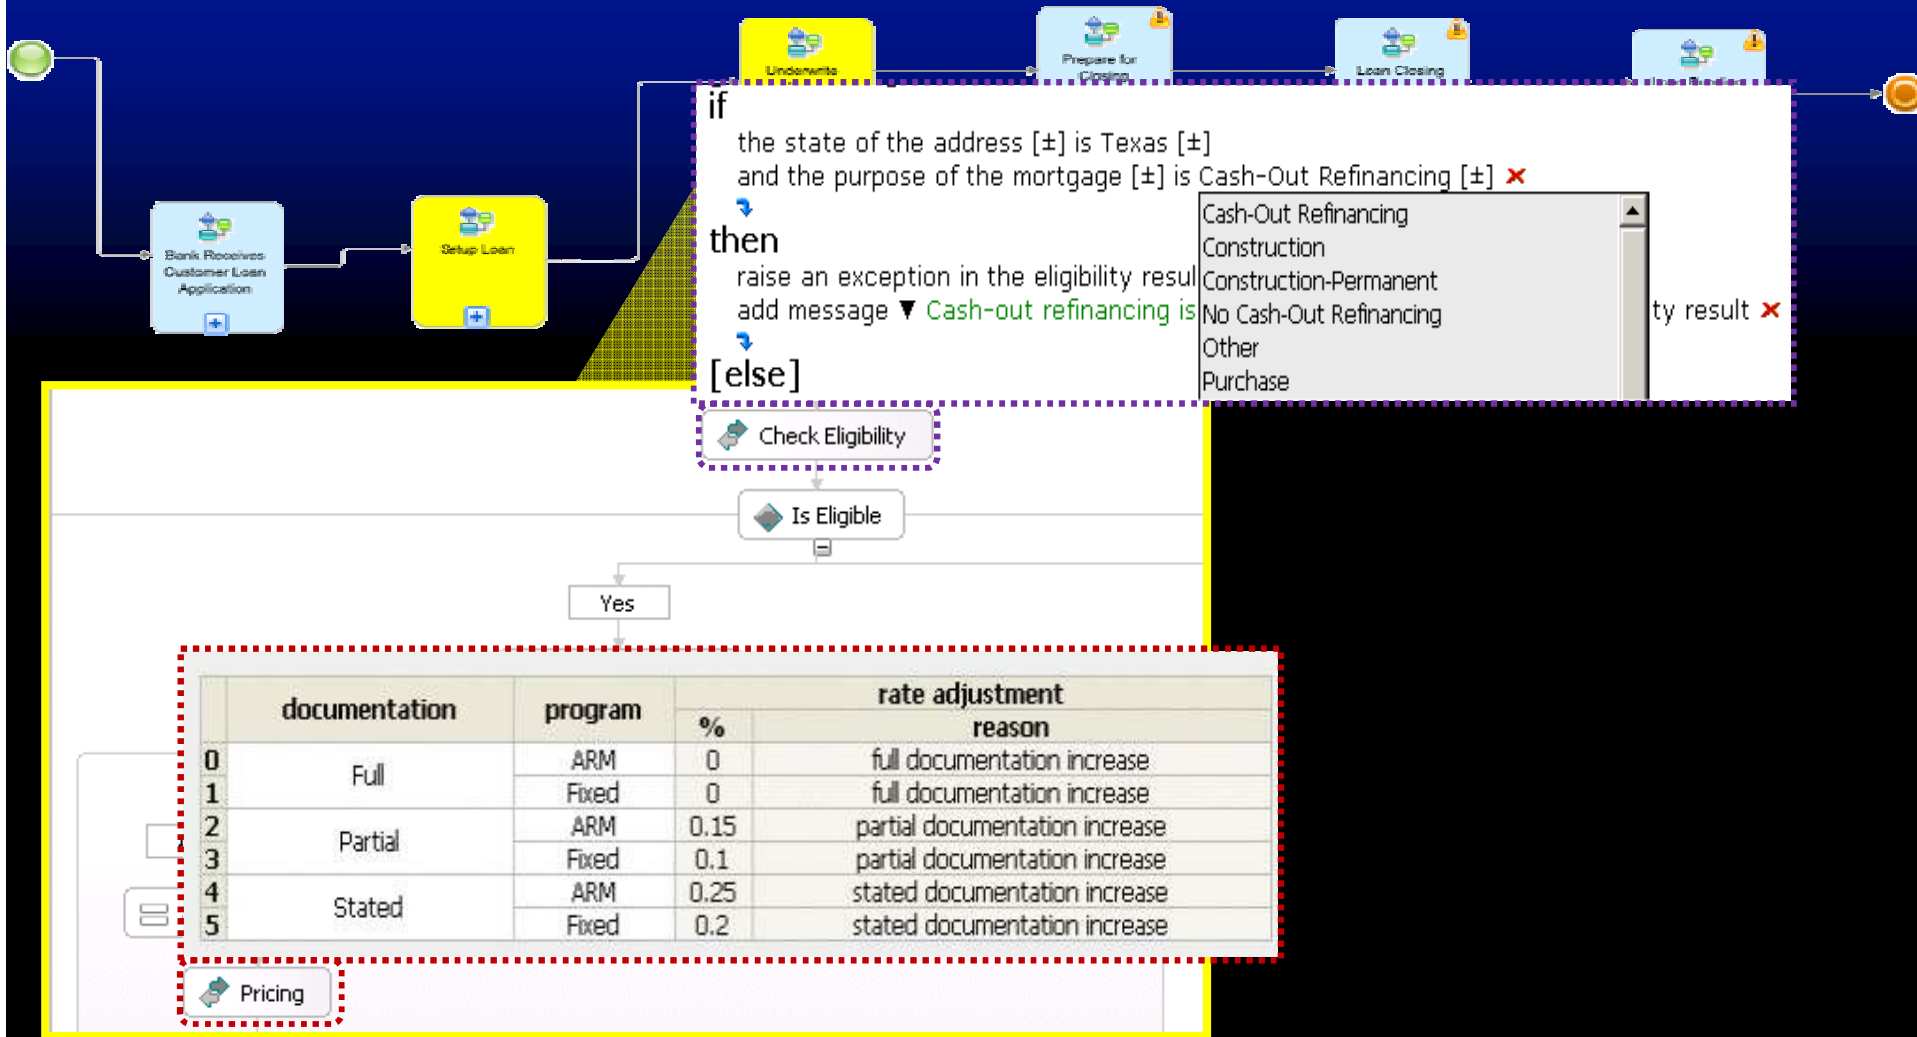 Underwrite
Prepare for
Closing
Loan Closing
if
the state of the address [±] is Texas [±]
and the purpose of the mortgage [±] is Cash-Out Refinancing [±]
Cash-Out Refinancing
Construction
Construction-Permanent
No Cash-Out Refinancing
Other
Purchase
then
raise an exception in the eligibility resul
add message ▼ Cash-out refinancing is
ty result
[else]
Bank Receives
Customer Loan
Application
Setup Loan
Check Eligibility
Is Eligible
Yes
documentation program rate adjustment
% reason
0 Full ARM 0 full documentation increase
1 Fixed 0 full documentation increase
2 Partial ARM 0.15 partial documentation increase
3 Fixed 0.1 partial documentation increase
4 Stated ARM 0.25 stated documentation increase
5 Fixed 0.2 stated documentation increase
Pricing